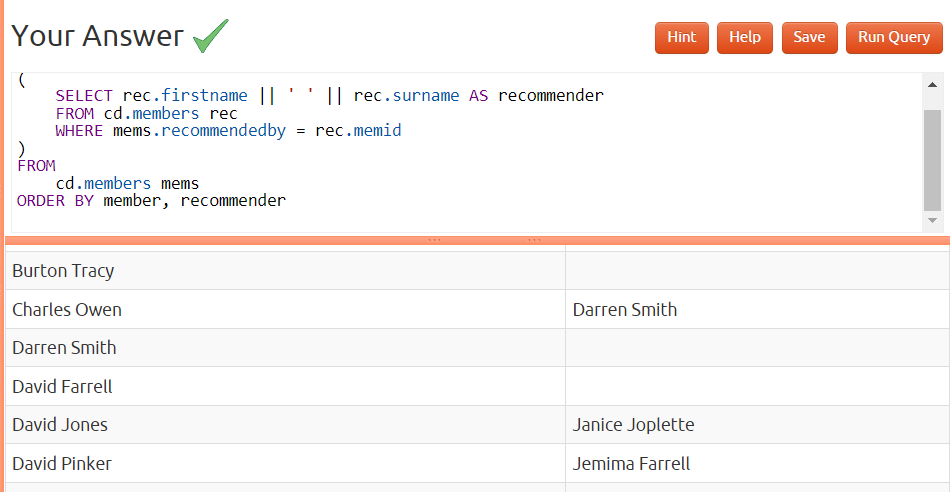 Your Answer
Hint Help Save Run Query
(
SELECT rec.firstname || ' ' || rec.surname AS recommender
FROM cd.members rec
WHERE mems.recommendedby = rec.memid
)
FROM
cd.members mems
ORDER BY member, recommender
Burton Tracy
Charles Owen Darren Smith
Darren Smith
David Farrell
David Jones Janice Joplette
David Pinker Jemima Farrell